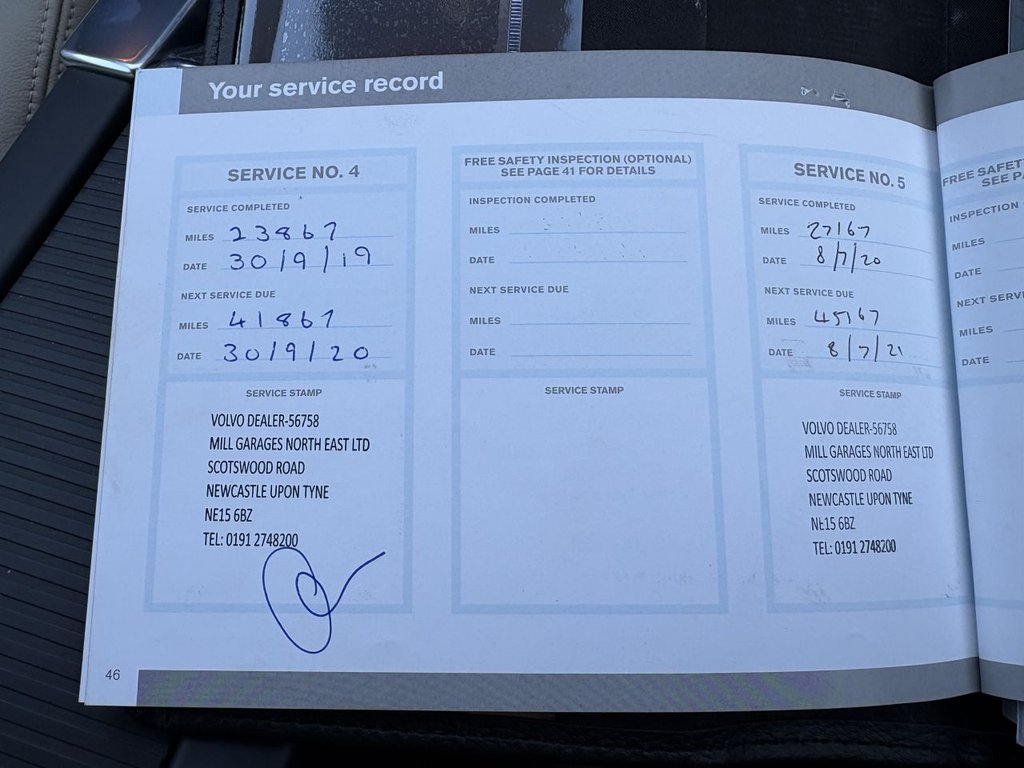 Your service record
SERVICE NO. 4
SERVICE COMPLETED
MILES 23867
DATE 30/9/19
NEXT SERVICE DUE
MILES 41867
DATE 30/9/20
SERVICE STAMP
VOLVO DEALER-56758
MILL GARAGES NORTH EAST LTD
SCOTSWOOD ROAD
NEWCASTLE UPON TYNE
NE15 6BZ
TEL: 0191 2748200
FREE SAFETY INSPECTION (OPTIONAL)
SEE PAGE 41 FOR DETAILS
INSPECTION COMPLETED
MILES
DATE
NEXT SERVICE DUE
MILES
DATE
SERVICE STAMP
SERVICE NO. 5
SERVICE COMPLETED
MILES 27167
DATE 8/7/20
NEXT SERVICE DUE
MILES 45167
DATE 8/7/21
SERVICE STAMP
VOLVO DEALER-56758
MILL GARAGES NORTH EAST LTD
SCOTSWOOD ROAD
NEWCASTLE UPON TYNE
NE15 6BZ
TEL: 0191 2748200
FREE
SEE
INSPECTION
MILES
DATE
NEXT
MILES
DATE
46